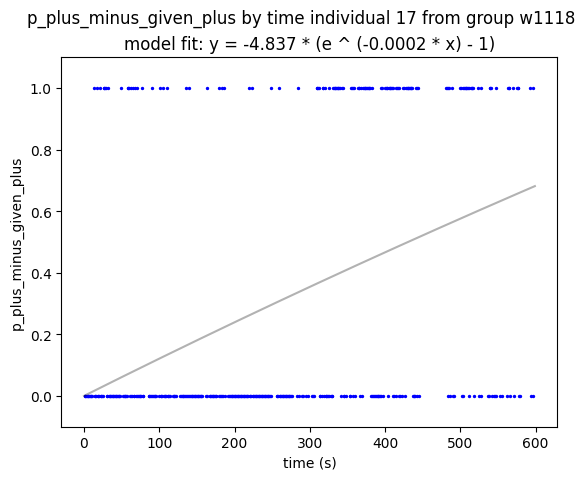 p_plus_minus_given_plus by time individual 17 from group w1118
model fit: y = -4.837 * (e ^ (-0.0002 * x) - 1)
1.0
0.8
0.6
0.4
0.2
0.0
p_plus_minus_given_plus
0 100 200 300 400 500 600
time (s)